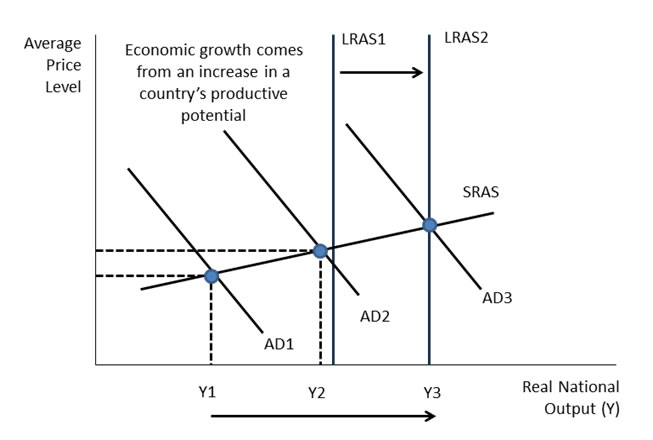 Average
Price
Level
Economic growth comes
from an increase in a
country's productive
potential
LRAS1
LRAS2
SRAS
AD3
AD2
AD1
Y1
Y2
Y3
Real National
Output (Y)